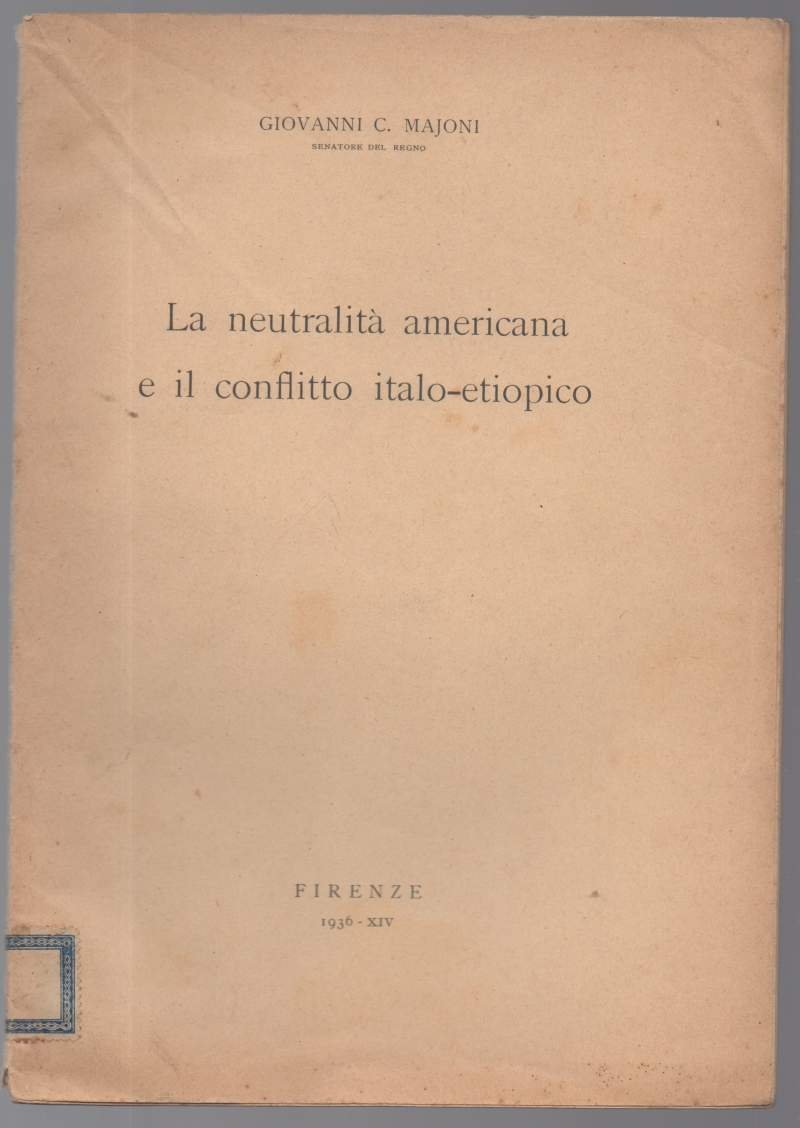 GIOVANNI C. MAJONI
SENATORE DEL REGNO
La neutralità americana
e il conflitto italo-etiopico
FIRENZE
1936 - XIV